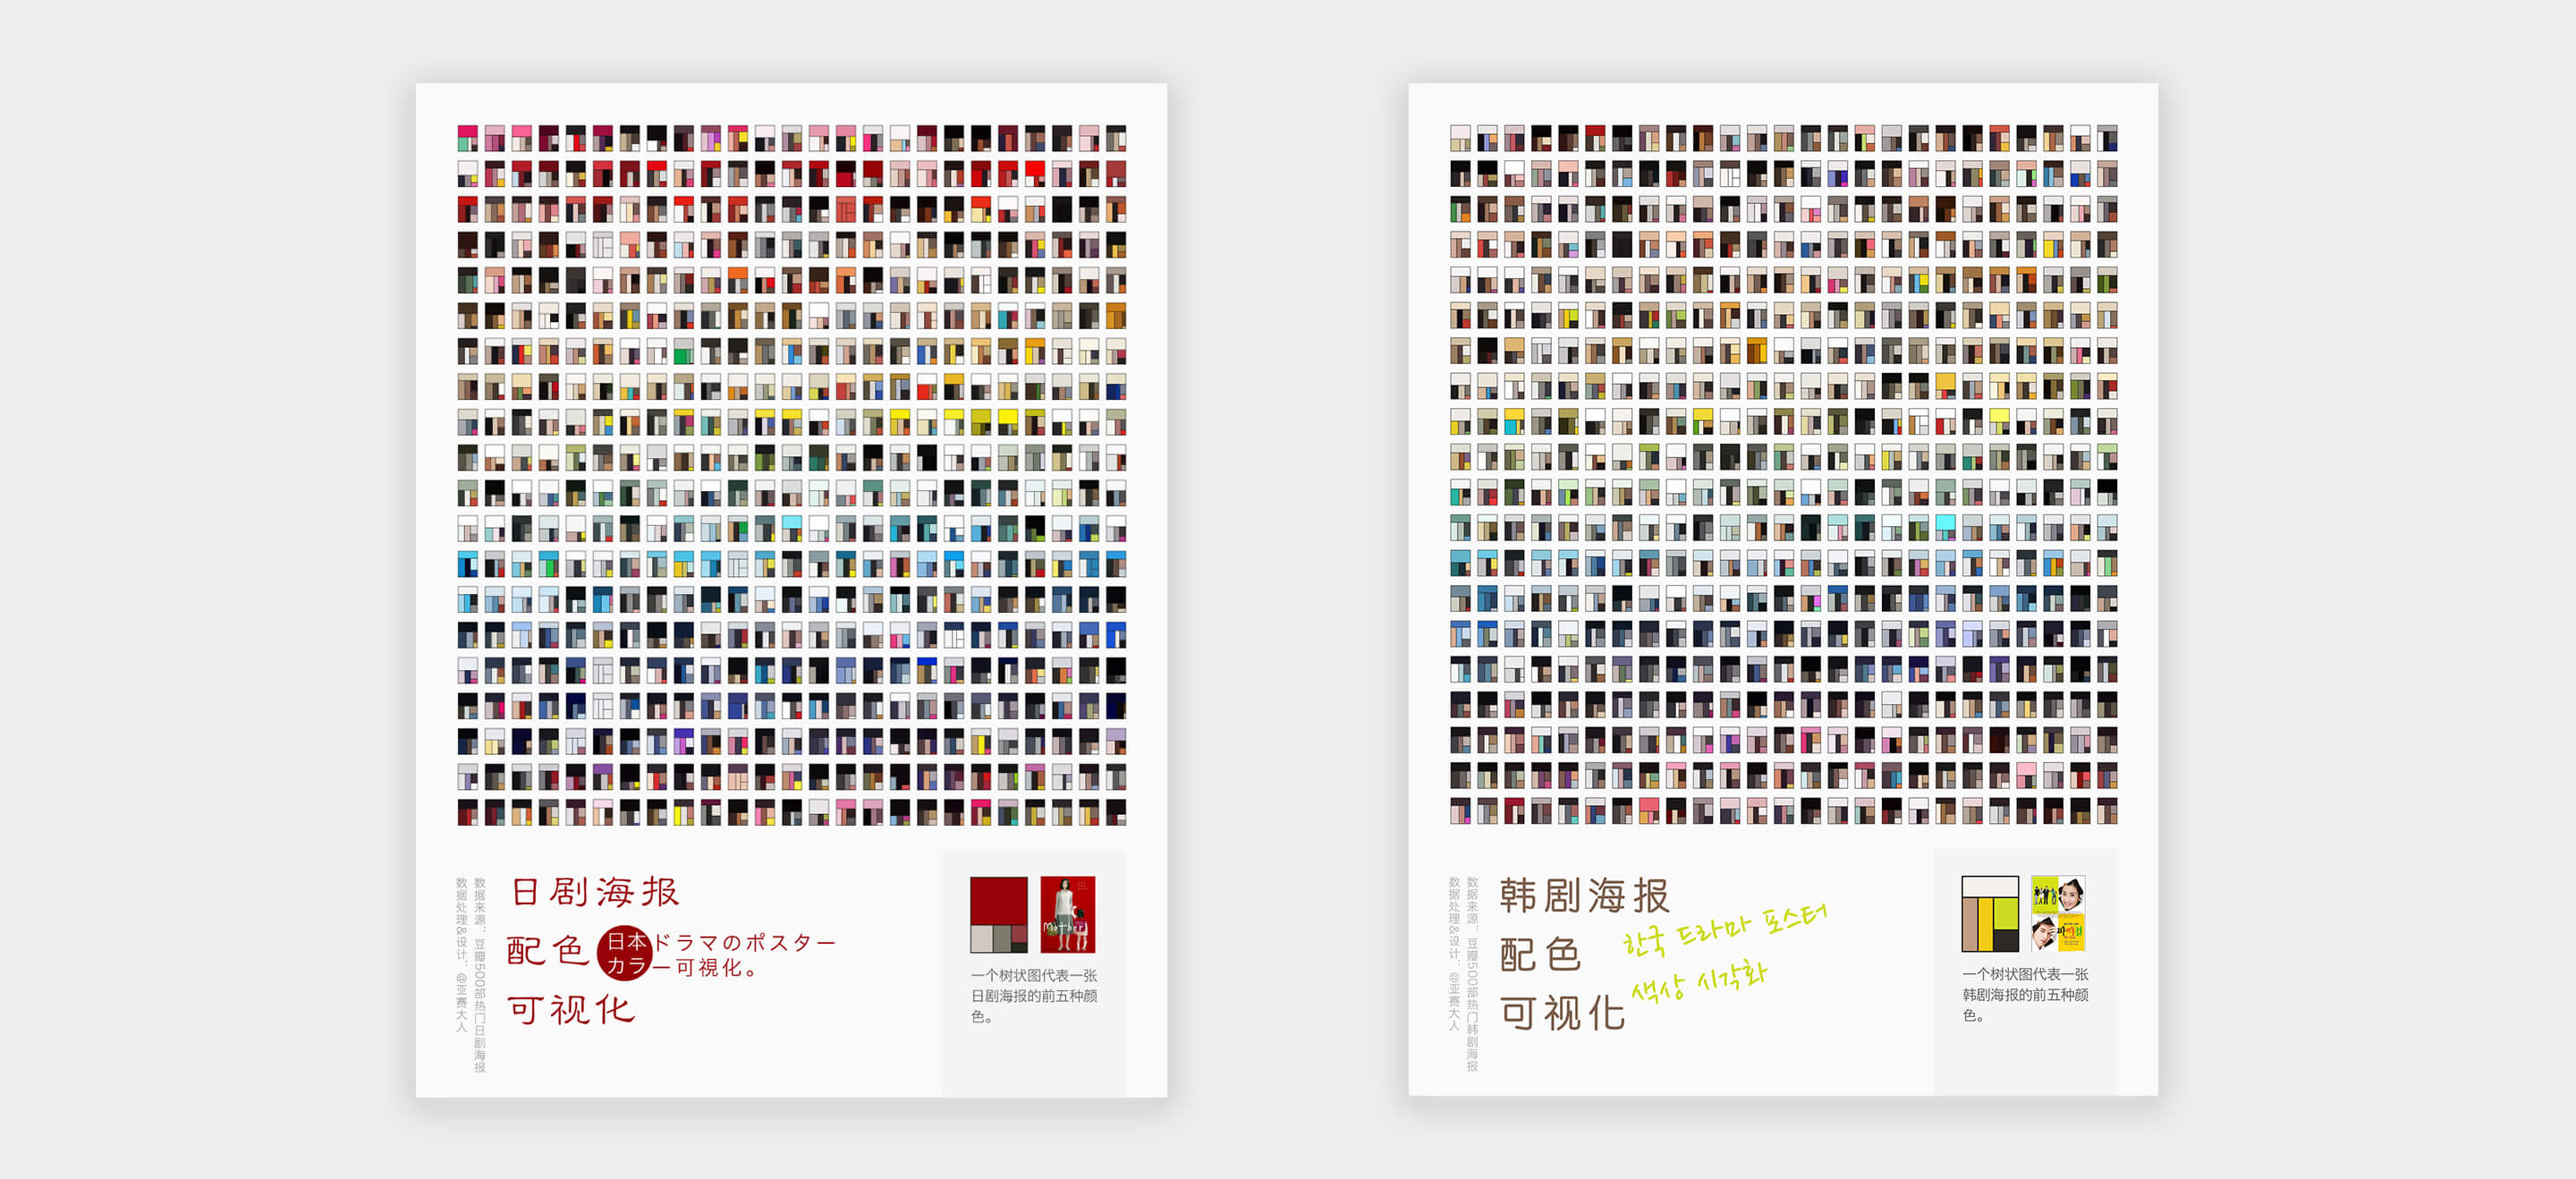 数据来源：豆瓣500部热门日剧海报
数据处理&设计：@亚赛大人
日剧海报
配色
可视化
日本ドラマのポスター
カラー可視化。
Mother
一个树状图代表一张
日剧海报的前五种颜
色。
数据来源：豆瓣500部热门韩剧海报
数据处理&设计：@亚赛大人
韩剧海报
配色
可视化
한국 드라마 포스터
색상 시각화
一个树状图代表一张
韩剧海报的前五种颜
色。